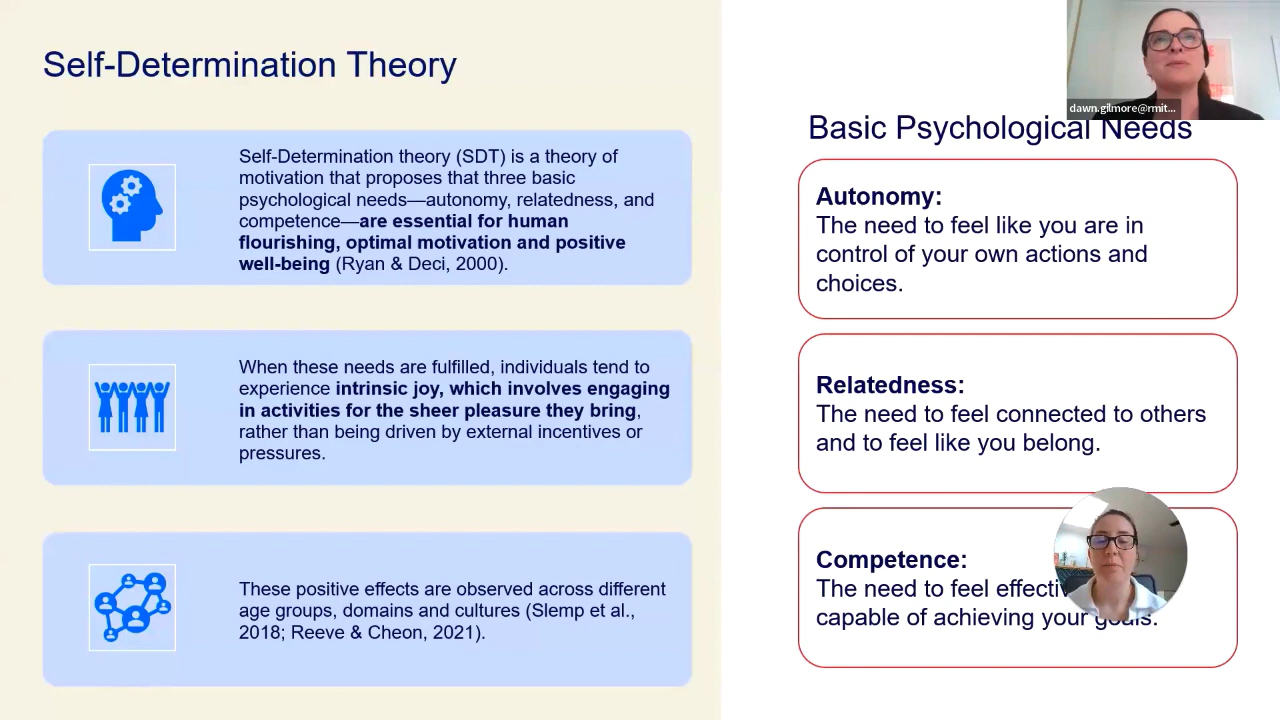 Self-Determination Theory
Self-Determination theory (SDT) is a theory of
motivation that proposes that three basic
psychological needs—autonomy, relatedness, and
competence—are essential for human
flourishing, optimal motivation and positive
well-being (Ryan & Deci, 2000).
When these needs are fulfilled, individuals tend to
experience intrinsic joy, which involves engaging
in activities for the sheer pleasure they bring,
rather than being driven by external incentives or
pressures.
These positive effects are observed across different
age groups, domains and cultures (Slemp et al.,
2018; Reeve & Cheon, 2021).
dawn.gilmore@rmit...
Basic Psychological Needs
Autonomy:
The need to feel like you are in
control of your own actions and
choices.
Relatedness:
The need to feel connected to others
and to feel like you belong.
Competence:
The need to feel
capable of achieving your goals.